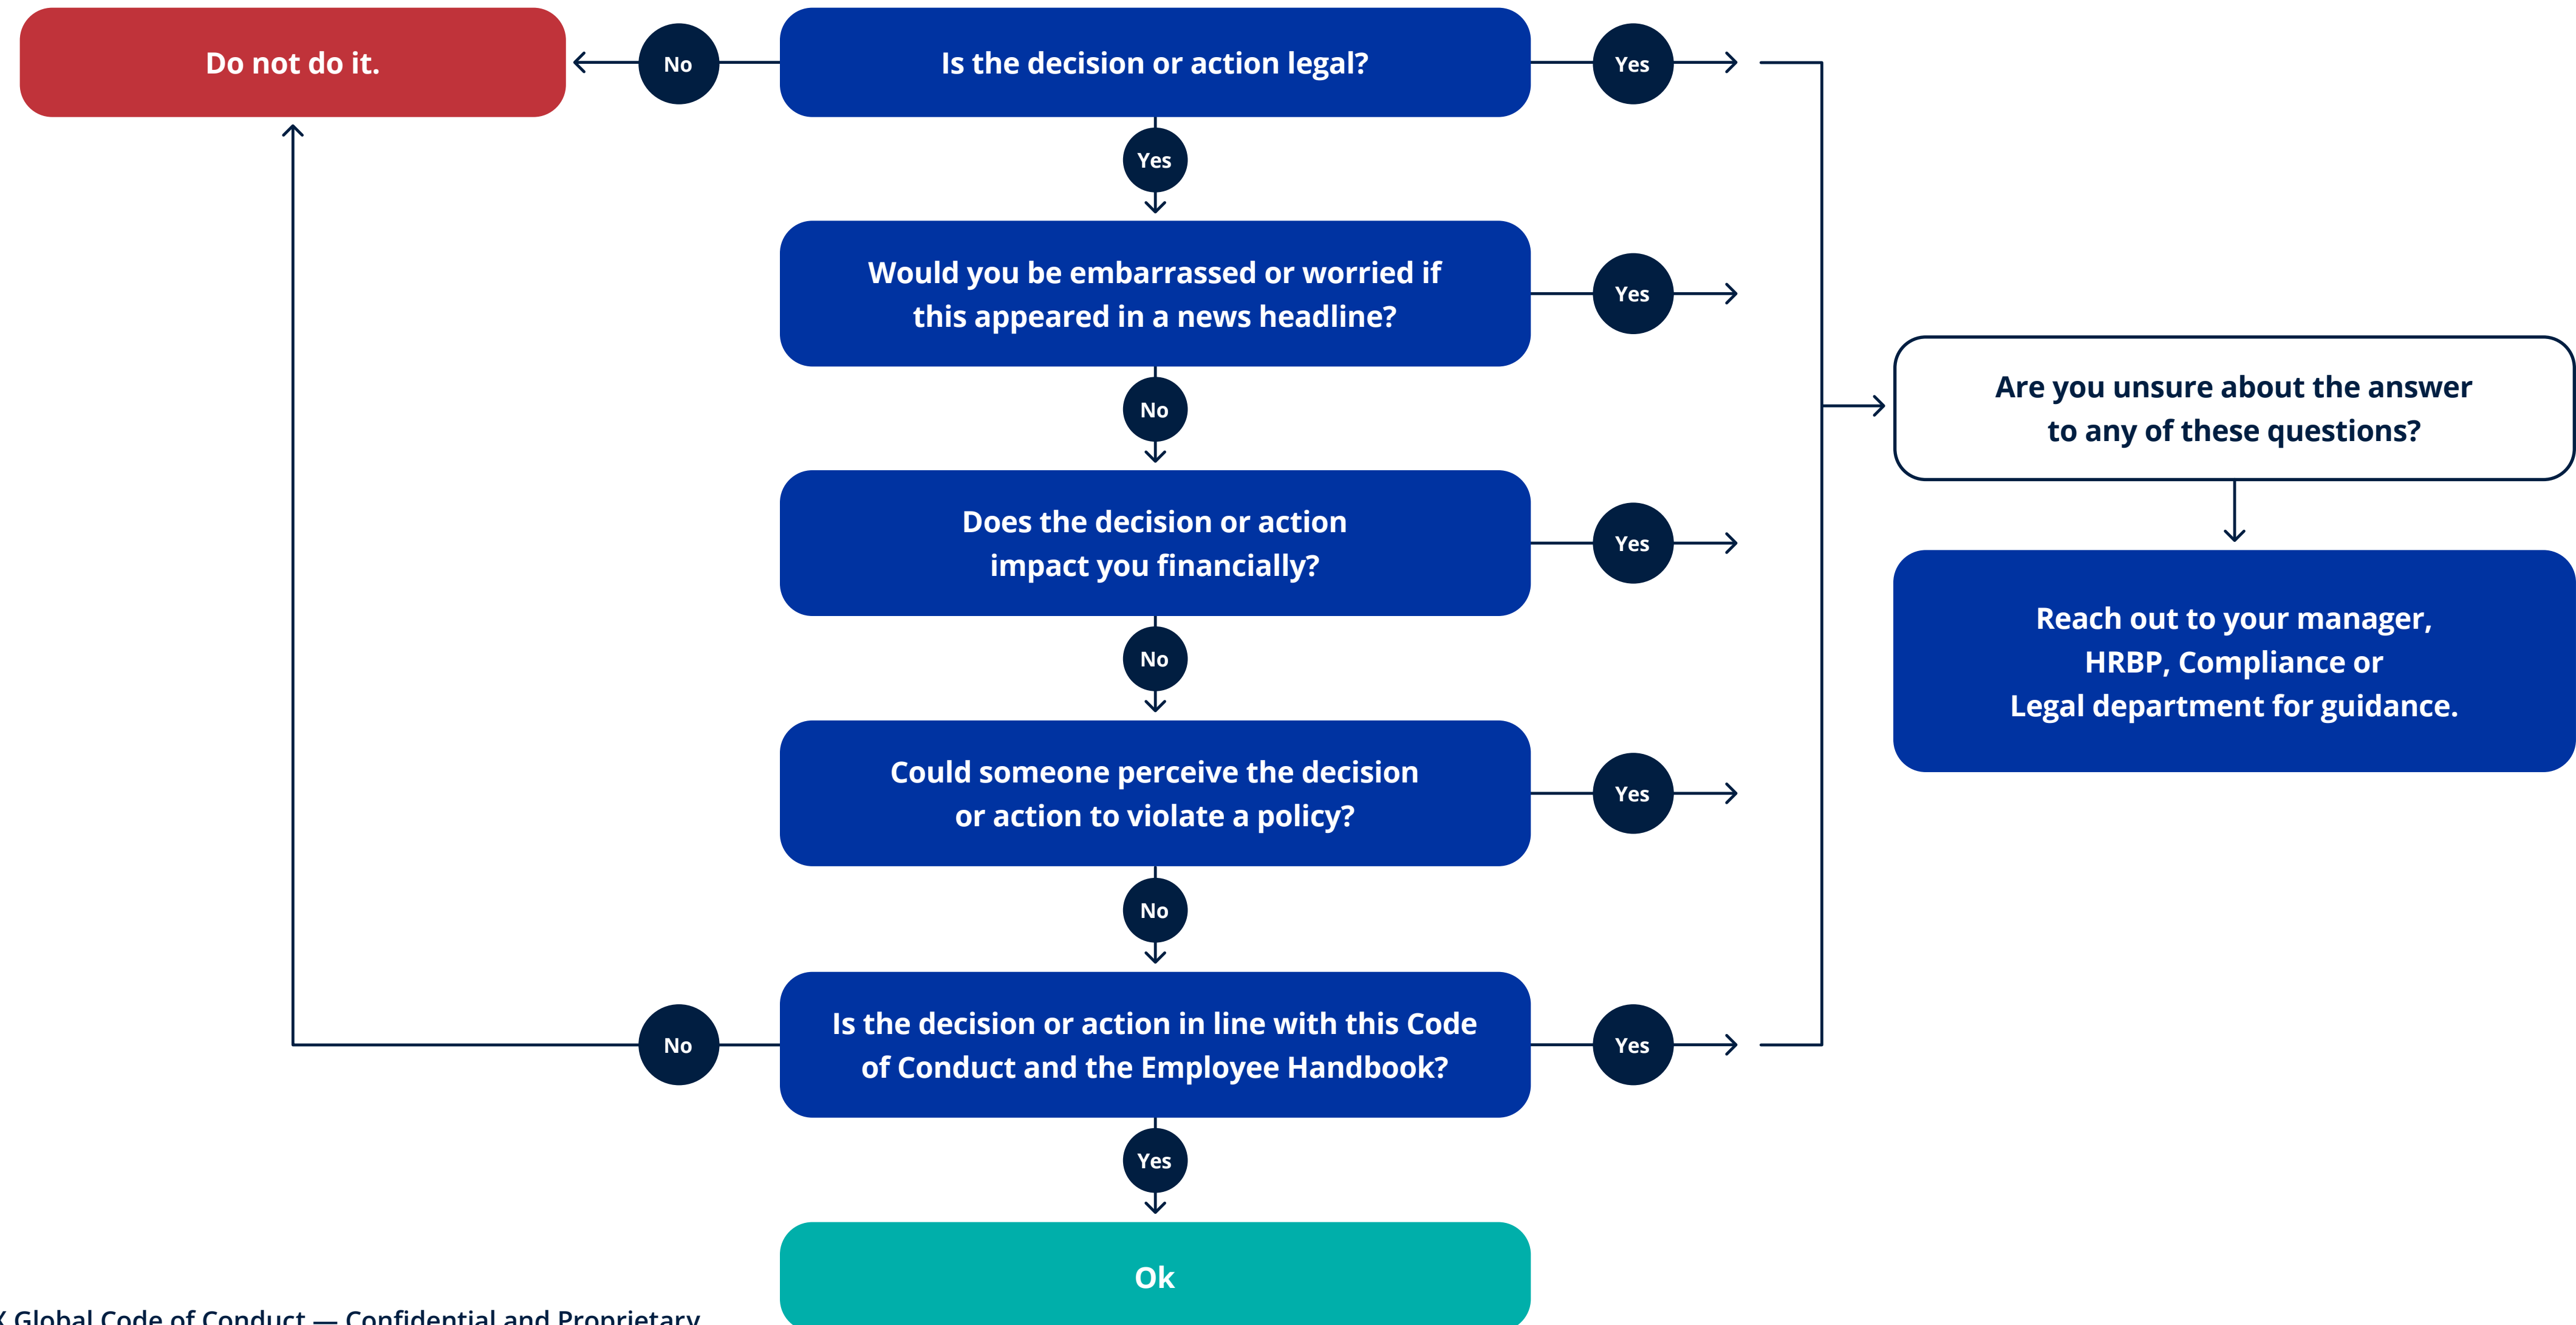 Do not do it.
No
Is the decision or action legal?
Yes
Yes
Would you be embarrassed or worried if
this appeared in a news headline?
Yes
No
Are you unsure about the answer
to any of these questions?
Does the decision or action
impact you financially?
Yes
No
Reach out to your manager,
HRBP, Compliance or
Legal department for guidance.
Could someone perceive the decision
or action to violate a policy?
Yes
No
No
Is the decision or action in line with this Code
of Conduct and the Employee Handbook?
Yes
Yes
Ok
Global Code of Conduct — Confidential and Proprietary